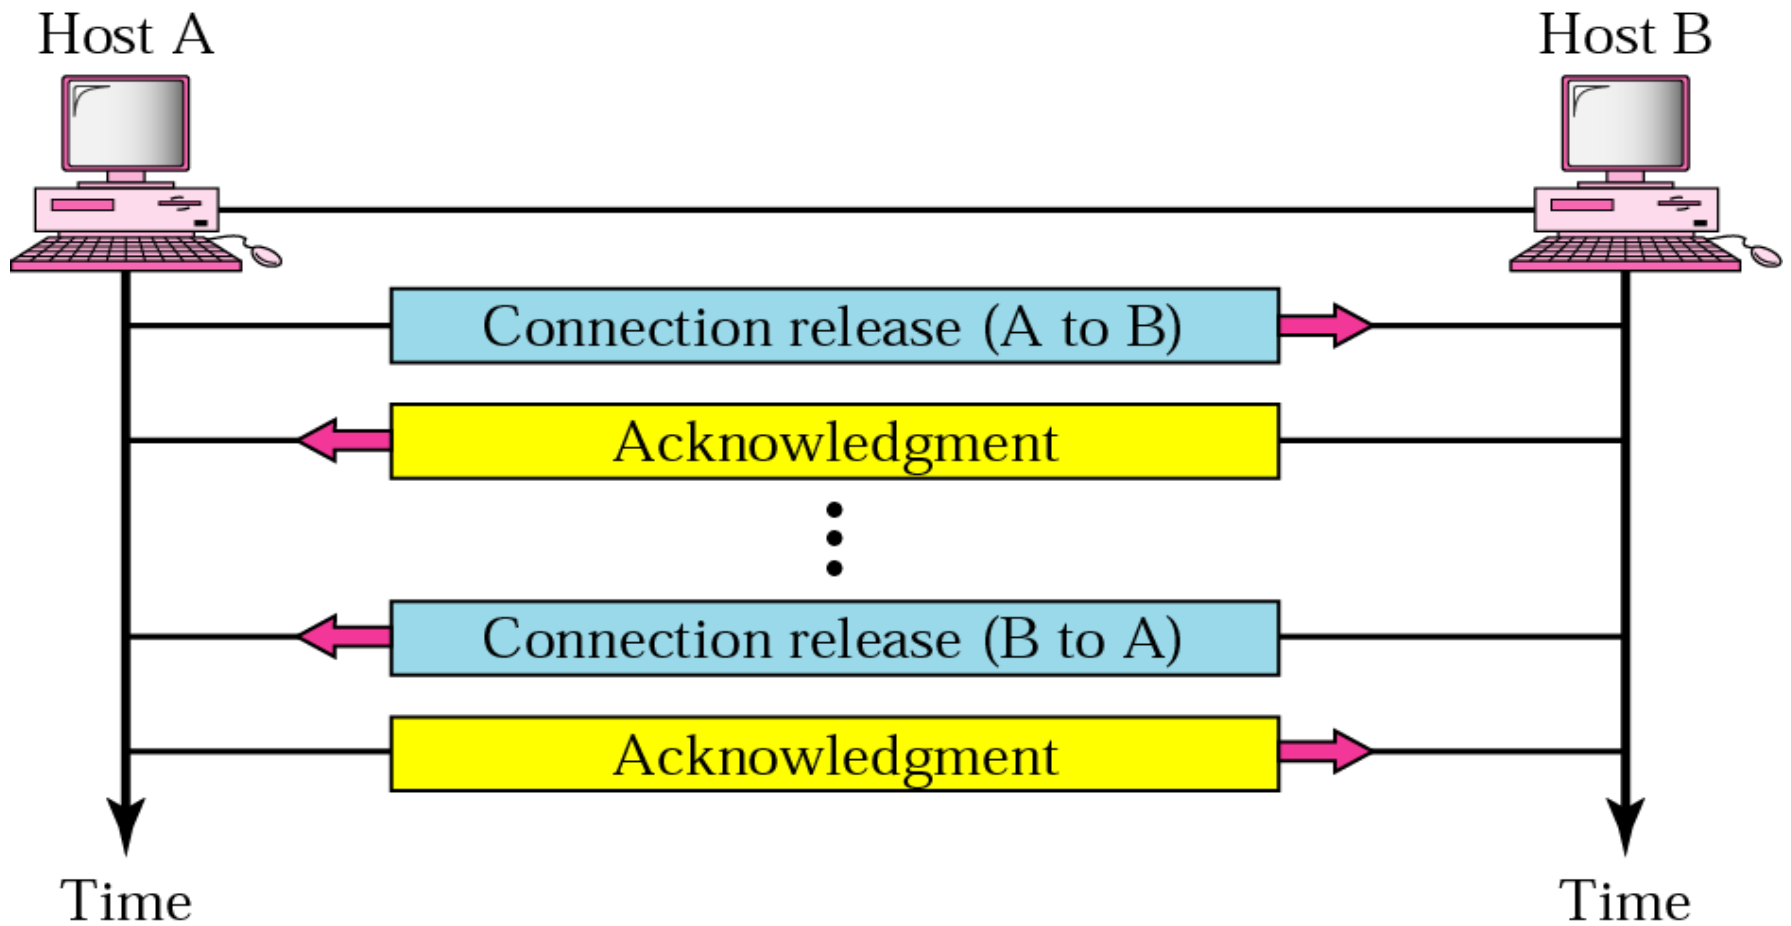 Host A
Host B
Connection release (A to B)
Acknowledgment
Connection release (B to A)
Acknowledgment
Time
Time